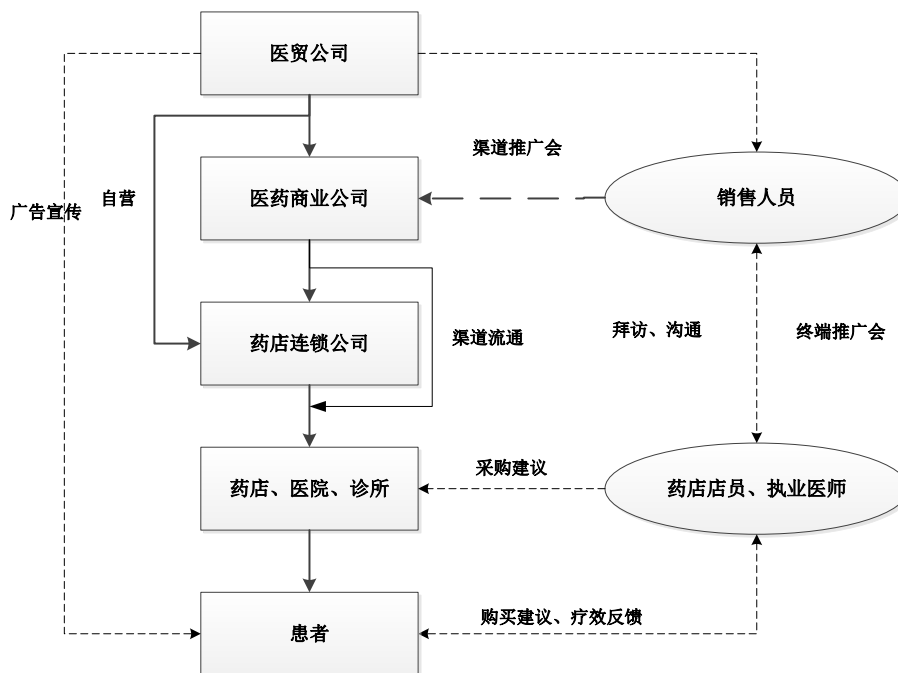 医贸公司
渠道推广会
医药商业公司
销售人员
自营
广告宣传
药店连锁公司
渠道流通
拜访、沟通
终端推广会
采购建议
药店、医院、诊所
药店店员、执业医师
购买建议、疗效反馈
患者